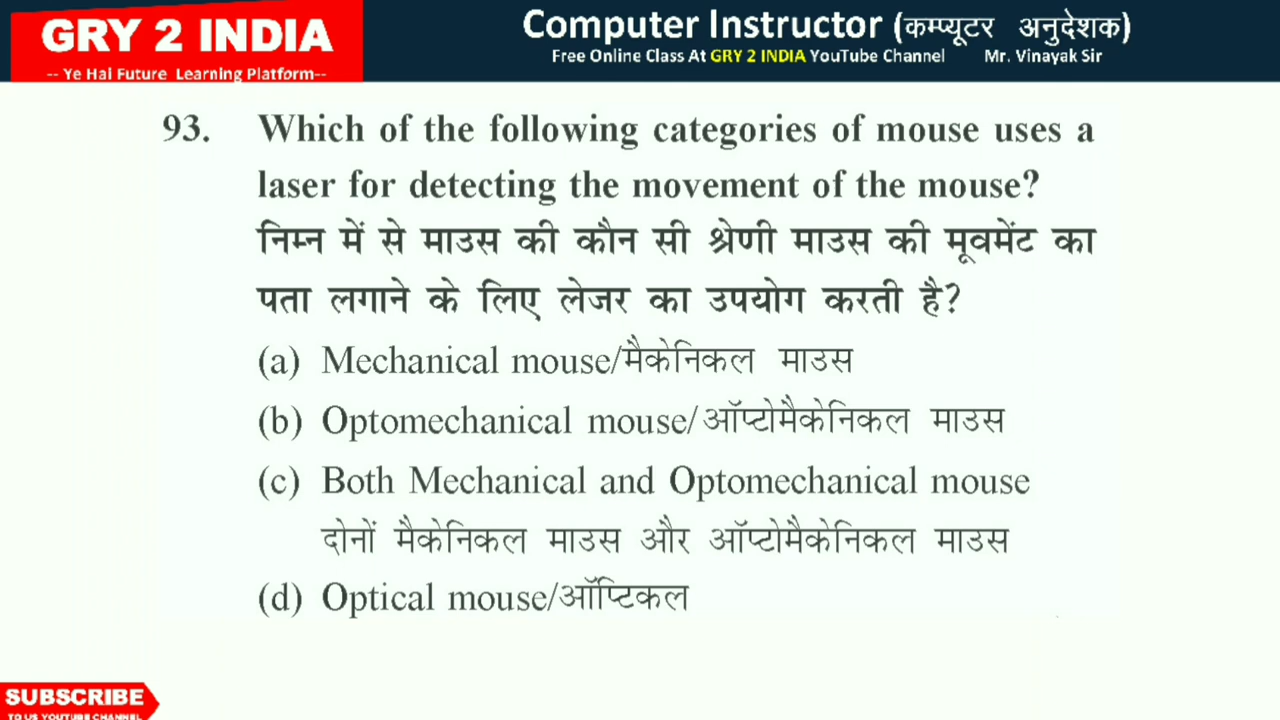 GRY 2 INDIA
-- Ye Hai Future Learning Platform--
Computer Instructor (कम्प्यूटर अनुदेशक)
Free Online Class At GRY 2 INDIA YouTube Channel Mr. Vinayak Sir
93. Which of the following categories of mouse uses a
laser for detecting the movement of the mouse?
निम्न में से माउस की कौन सी श्रेणी माउस की मूवमेंट का
पता लगाने के लिए लेजर का उपयोग करती है?
(a) Mechanical mouse/मैकेनिकल माउस
(b) Optomechanical mouse/ऑप्टोमैकेनिकल माउस
(c) Both Mechanical and Optomechanical mouse
दोनों मैकेनिकल माउस और ऑप्टोमैकेनिकल माउस
(d) Optical mouse/ऑप्टिकल
SUBSCRIBE
TO US YOUTUBE CHANNEL